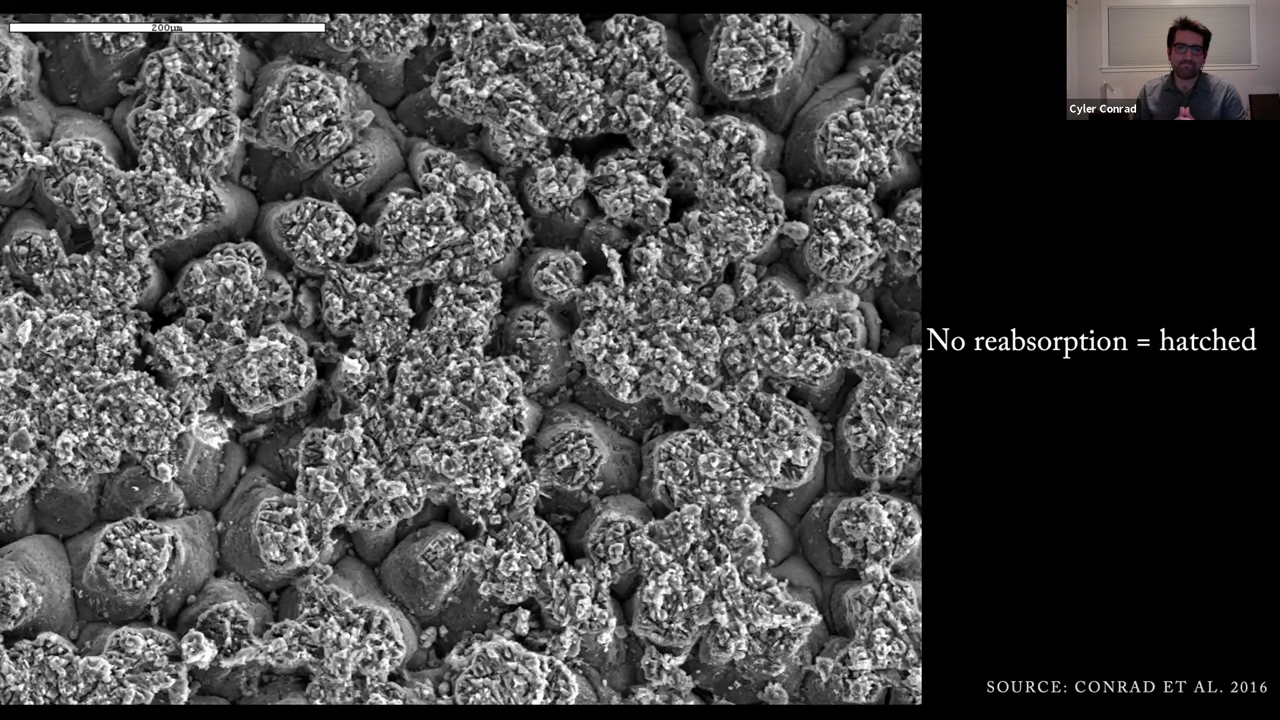 200µm
Cyler Conrad
No reabsorption = hatched
SOURCE: CONRAD ET AL. 2016